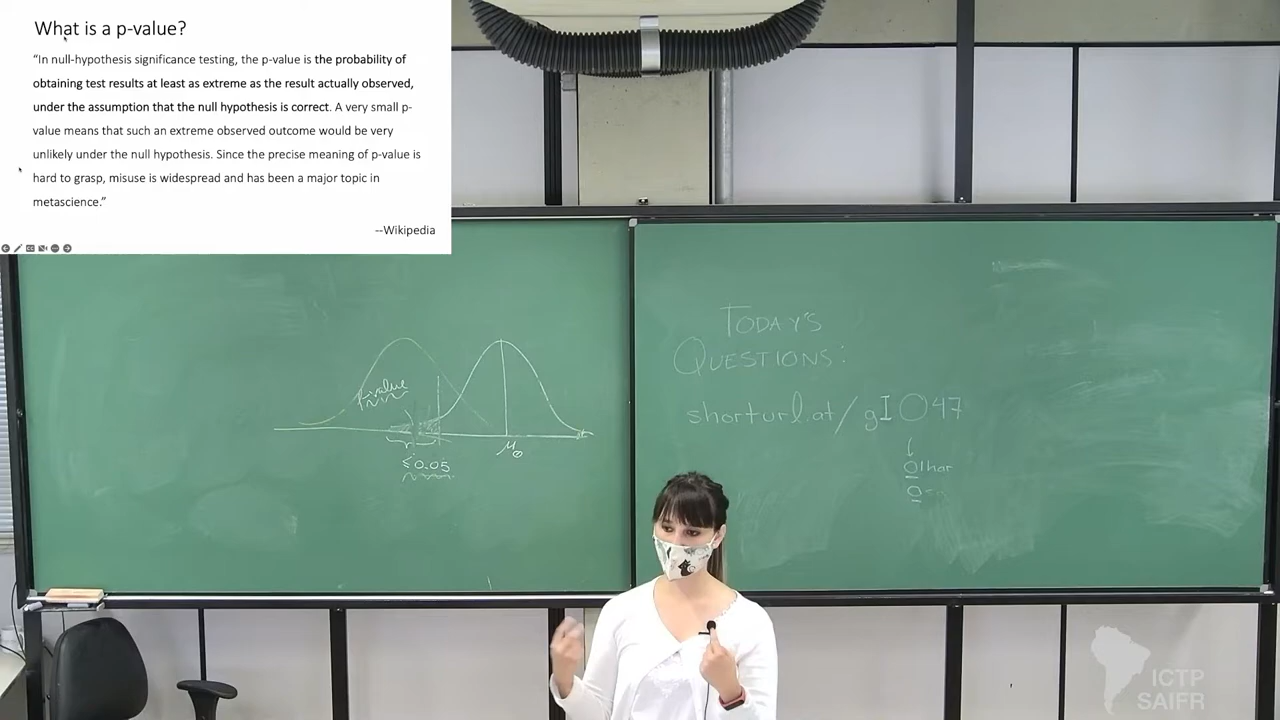 What is a p-value?
“In null-hypothesis significance testing, the p-value is the probability of
obtaining test results at least as extreme as the result actually observed,
under the assumption that the null hypothesis is correct. A very small p-
value means that such an extreme observed outcome would be very
unlikely under the null hypothesis. Since the precise meaning of p-value is
hard to grasp, misuse is widespread and has been a major topic in
metascience.”
--Wikipedia
p-value
μ₀
≤0.05
TODAY'S
QUESTIONS:
shorturl.at/gIO47
Olhar
ICTP
SAIFR